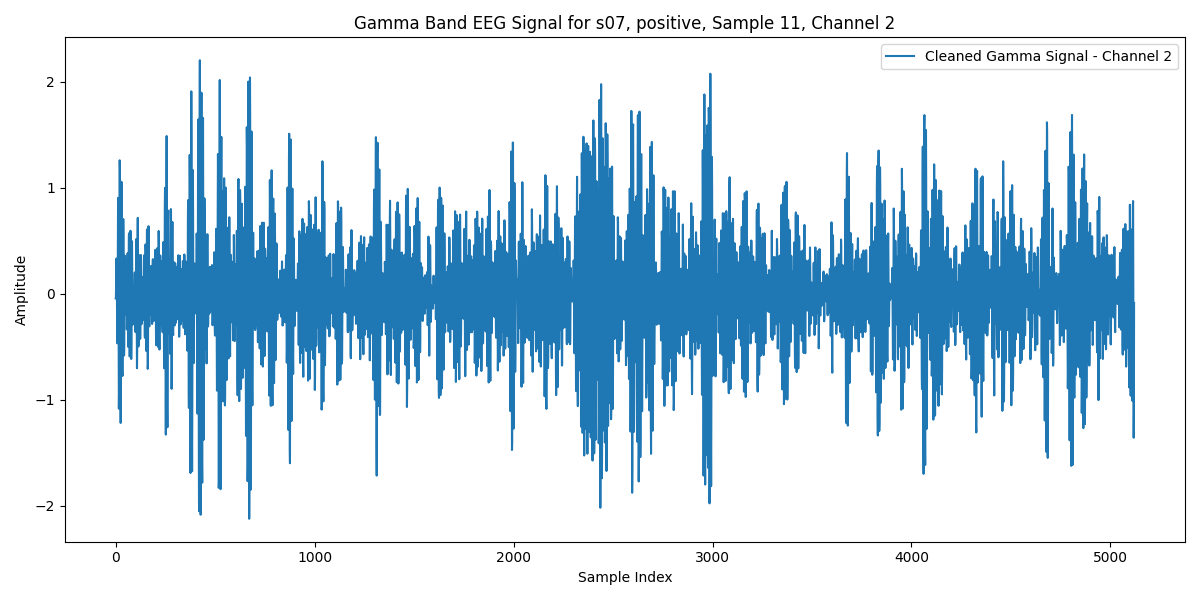 Gamma Band EEG Signal for s07, positive, Sample 11, Channel 2
Cleaned Gamma Signal - Channel 2
Amplitude
2
1
0
−1
−2
0 1000 2000 3000 4000 5000
Sample Index